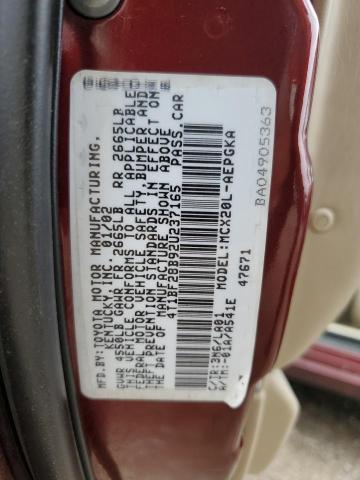 MFD.BY:TOYOTA MOTOR MANUFACTURING,
KENTUCKY,INC. 01/02
GVWR 4550LB GAWR FR 2665LB RR 2665LB
THIS VEHICLE CONFORMS TO ALL APPLICABLE
FEDERAL MOTOR VEHICLE SAFETY, BUMPER, AND
THEFT PREVENTION STANDARDS IN EFFECT ON
THE DATE OF MANUFACTURE SHOWN ABOVE.
4T1BF28B92U237165 PASS.CAR
MODEL:MCX20L-AEPGKA
C/TR:3N6/LA01 47671
A/TM:-01A/A541E
BA04905363